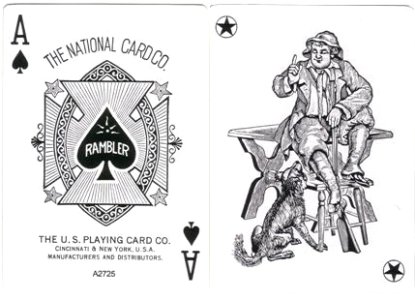 A
THE NATIONAL CARD CO.
RAMBLER
THE U.S. PLAYING CARD CO.
CINCINNATI & NEW YORK, U.S.A.
MANUFACTURERS AND DISTRIBUTORS.
A2725
A